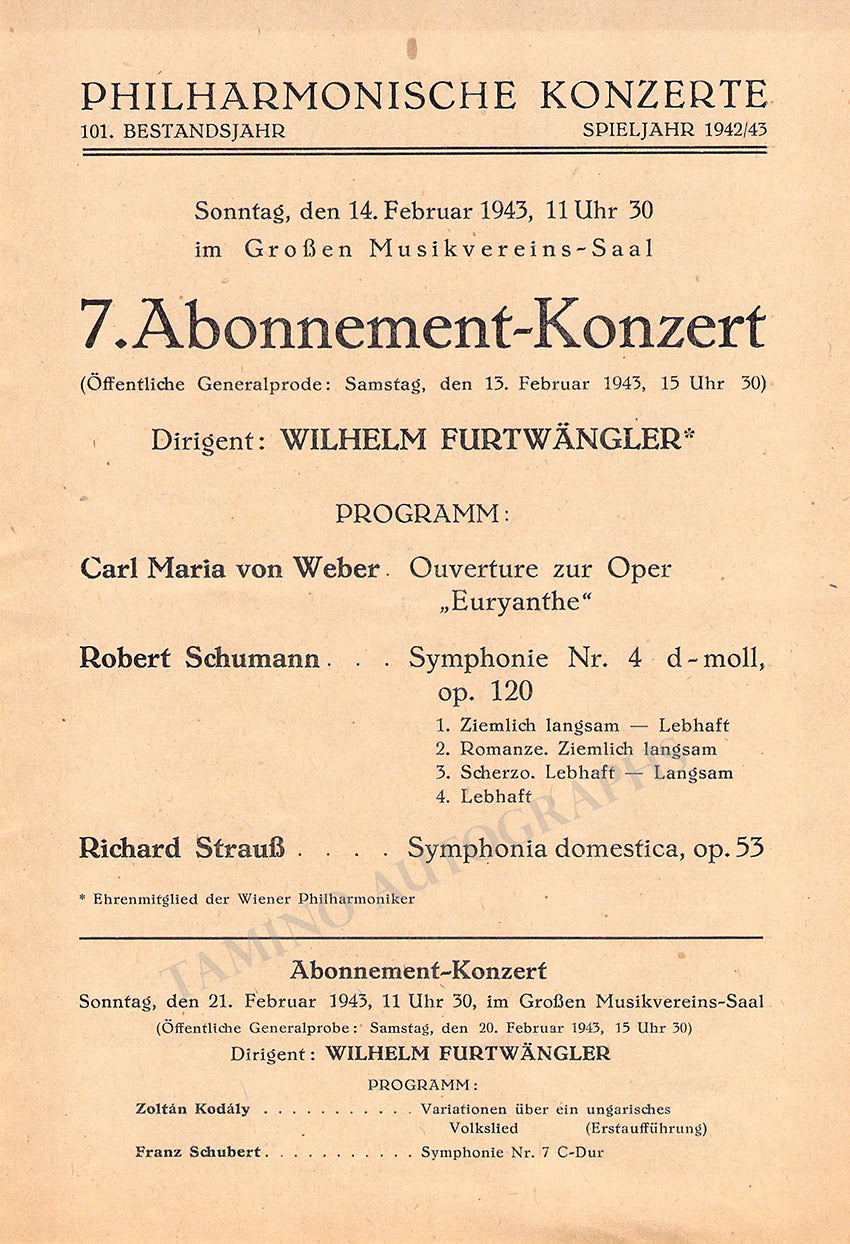 PHILHARMONISCHE KONZERTE
101. BESTANDSJAHR SPIELJAHR 1942/43
Sonntag, den 14. Februar 1943, 11 Uhr 30
im Großen Musikvereins-Saal
7. Abonnement-Konzert
(Öffentliche Generalprode: Samstag, den 13. Februar 1943, 15 Uhr 30)
Dirigent: WILHELM FURTWÄNGLER*
PROGRAMM:
Carl Maria von Weber . Ouverture zur Oper
„Euryanthe“
Robert Schumann . . . Symphonie Nr. 4 d-moll,
op. 120
1. Ziemlich langsam — Lebhaft
2. Romanze. Ziemlich langsam
3. Scherzo. Lebhaft — Langsam
4. Lebhaft
Richard Strauß . . . . Symphonia domestica, op. 53
* Ehrenmitglied der Wiener Philharmoniker
TAMINO AUTOGRAPHS
Abonnement-Konzert
Sonntag, den 21. Februar 1943, 11 Uhr 30, im Großen Musikvereins-Saal
(Öffentliche Generalprobe: Samstag, den 20. Februar 1943, 15 Uhr 30)
Dirigent: WILHELM FURTWÄNGLER
PROGRAMM:
Zoltán Kodály . . . . . . . . . . . Variationen über ein ungarisches
Volkslied (Erstaufführung)
Franz Schubert . . . . . . . . . . . Symphonie Nr. 7 C-Dur